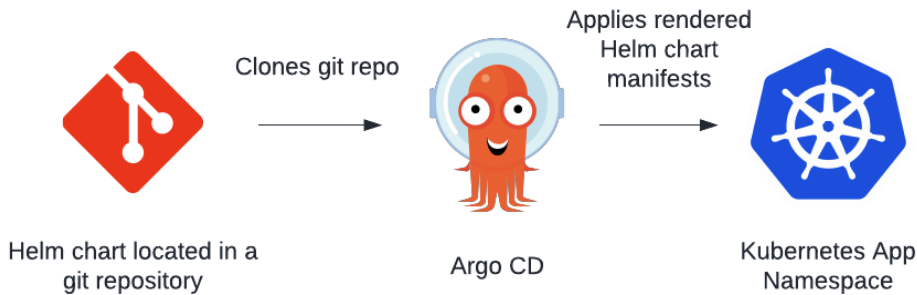 Clones git repo
Applies rendered
Helm chart
manifests
Helm chart located in a
git repository
Argo CD
Kubernetes App
Namespace